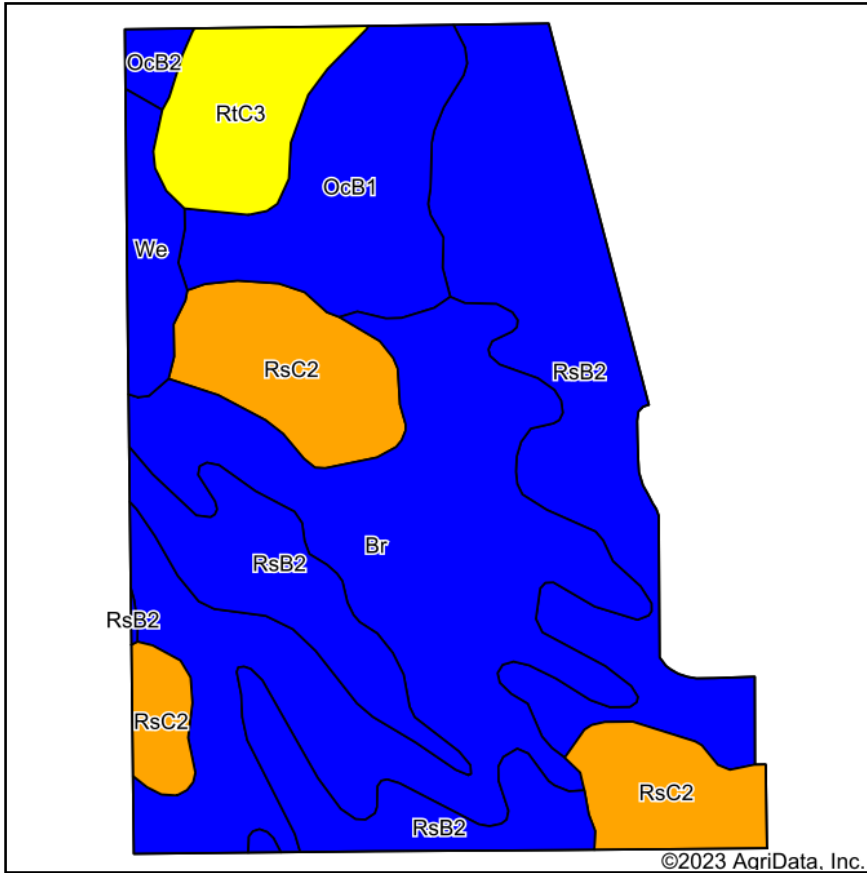 OcB2
RtC3
OcB1
We
RsC2
RsB2
Br
RsB2
RsB2
RsC2
RsC2
RsB2
©2023 AgriData, Inc.